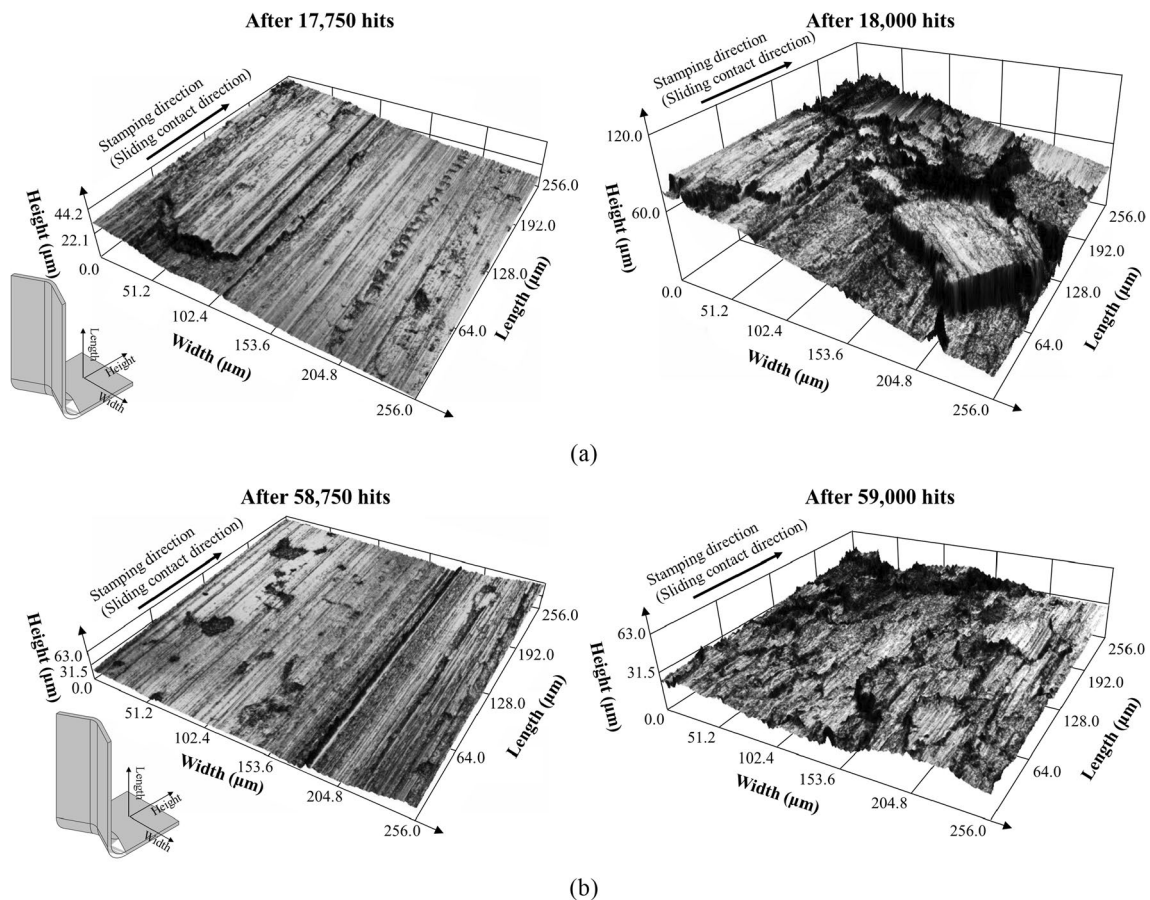 After 17,750 hits
Stamping direction
(Sliding contact direction)
Height (µm)
44.2
22.1
0.0
51.2
102.4
153.6
204.8
256.0
Width (µm)
64.0
128.0
192.0
256.0
Length (µm)
Length
Height
Width
After 18,000 hits
Stamping direction
(Sliding contact direction)
Height (µm)
120.0
60.0
0.0
51.2
102.4
153.6
204.8
256.0
Width (µm)
64.0
128.0
192.0
256.0
Length (µm)
(a)
After 58,750 hits
Stamping direction
(Sliding contact direction)
Height (µm)
63.0
31.5
0.0
51.2
102.4
153.6
204.8
256.0
Width (µm)
64.0
128.0
192.0
256.0
Length (µm)
Length
Height
Width
After 59,000 hits
Stamping direction
(Sliding contact direction)
Height (µm)
63.0
31.5
0.0
51.2
102.4
153.6
204.8
256.0
Width (µm)
64.0
128.0
192.0
256.0
Length (µm)
(b)